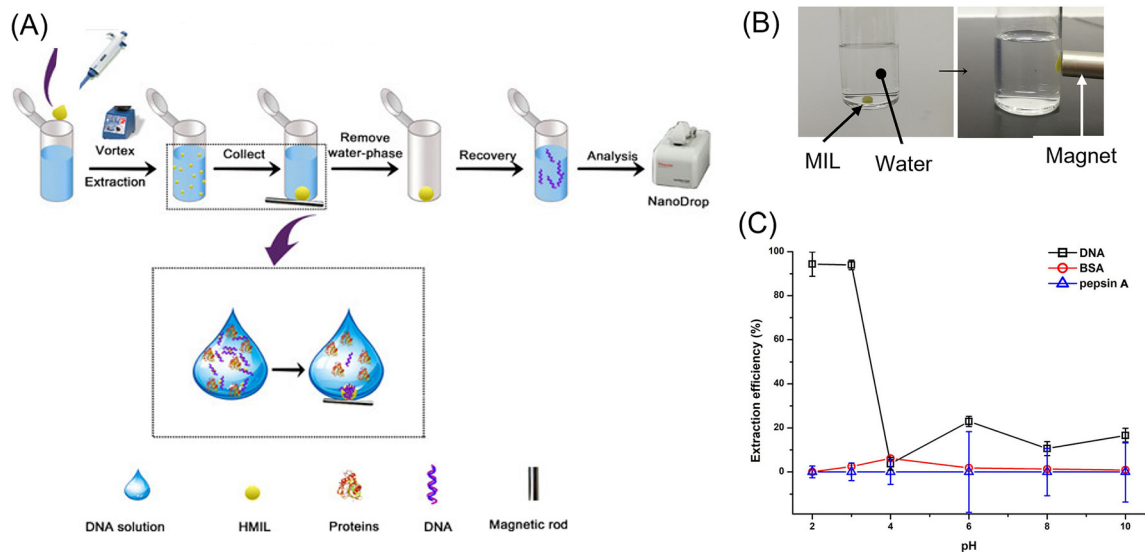 (A)
Vortex
Extraction
Collect
Remove
water-phase
Recovery
Analysis
NanoDrop
DNA solution
HMIL
Proteins
DNA
Magnetic rod
(B)
MIL
Water
Magnet
(C)
DNA
BSA
pepsin A
Extraction efficiency (%)
100
80
60
40
20
0
2
4
6
8
10
pH